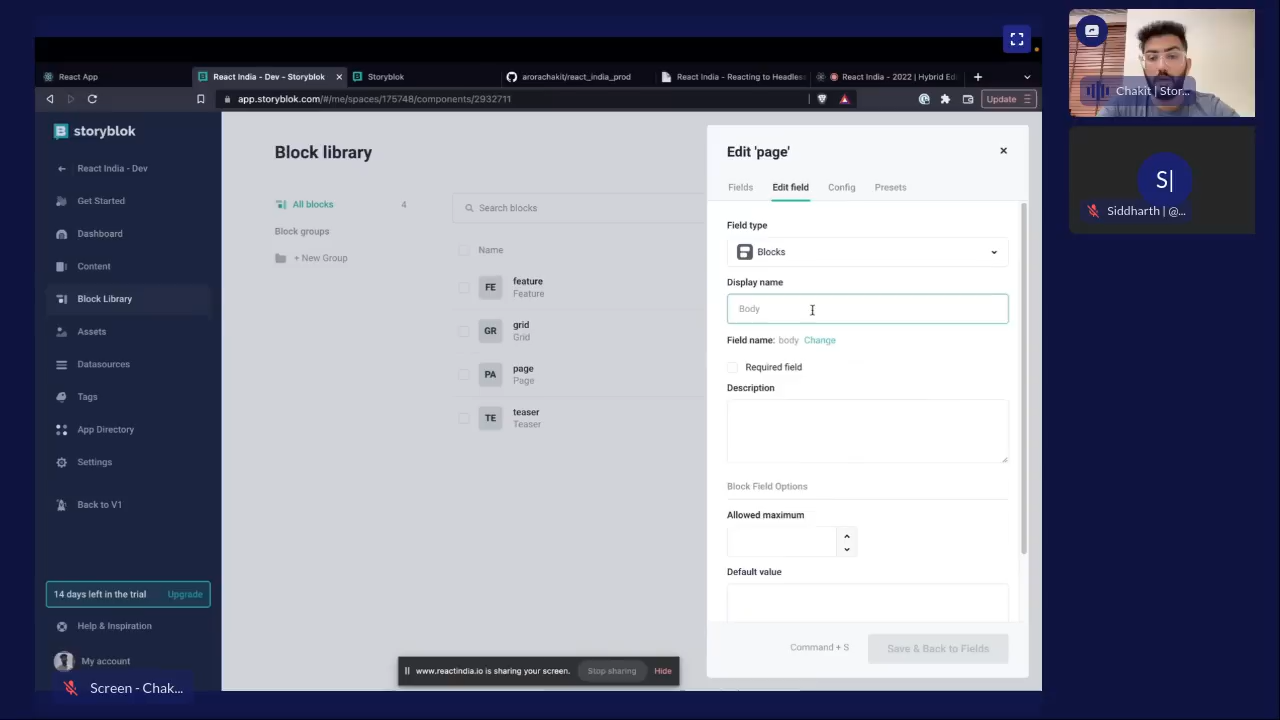 React App
React India - Dev - Storyblok
Storyblok
arorachakit/react_india_prod
React India - Reacting to Headles
React India - 2022 | Hybrid Ed
app.storyblok.com/#/me/spaces/175748/components/2932711
Update
storyblok
React India - Dev
Get Started
Dashboard
Content
Block Library
Assets
Datasources
Tags
App Directory
Settings
Back to V1
14 days left in the trial Upgrade
Help & Inspiration
My account
Block library
All blocks 4
Block groups
+ New Group
Search blocks
Name
FE feature
Feature
GR grid
Grid
PA page
Page
TE teaser
Teaser
Edit 'page'
Fields Edit field Config Presets
Field type
Blocks
Display name
Body
Field name: body Change
Required field
Description
Block Field Options
Allowed maximum
Default value
Command + S Save & Back to Fields
www.reactindia.io is sharing your screen. Stop sharing Hide
Screen - Chak...
Chakit | Stor...
S|
Siddharth | @...